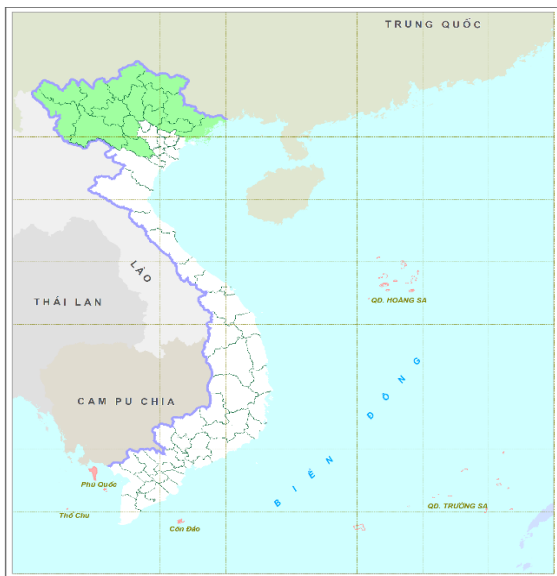 TRUNG QUỐC
LÀO
THÁI LAN
QĐ. HOÀNG SA
CAM PU CHIA
BIỂN ĐÔNG
Phú Quốc
QĐ. TRƯỜNG SA
Thổ Chu
Côn Đảo